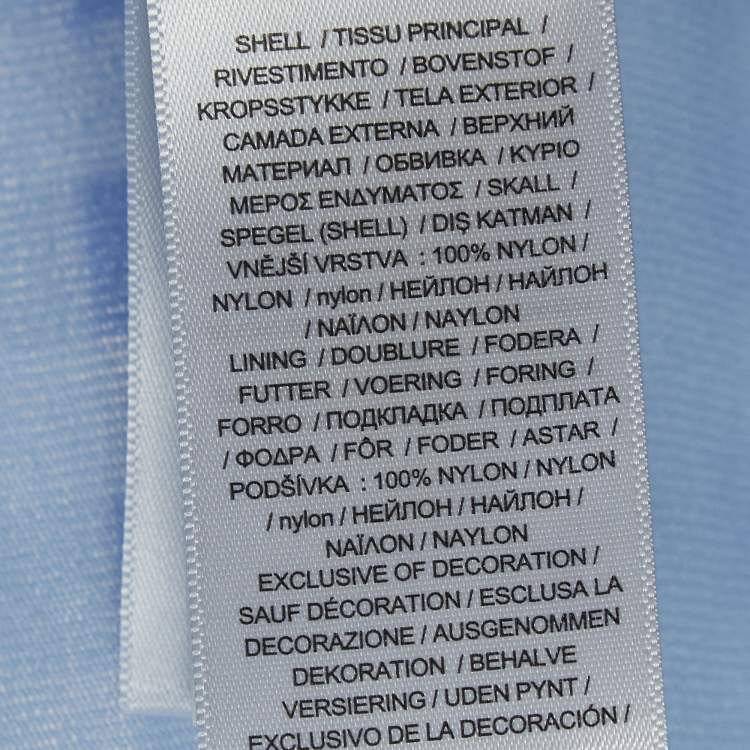 SHELL / TISSU PRINCIPAL /
RIVESTIMENTO / BOVENSTOF /
KROPSSTYKKE / TELA EXTERIOR /
CAMADA EXTERNA / ВЕРХНИЙ
МАТЕРИАЛ / ОБВИВКА / ΚΥΡΙΟ
ΜΕΡΟΣ ΕΝΔΥΜΑΤΟΣ / SKALL /
SPEGEL (SHELL) / DIŞ KATMAN /
VNĚJŠÍ VRSTVA : 100% NYLON /
NYLON / nylon / НЕЙЛОН / НАЙЛОН
/ ΝΑΪΛΟΝ / NAYLON
LINING / DOUBLURE / FODERA /
FUTTER / VOERING / FORING /
FORRO / ПОДКЛАДКА / ПОДПЛАТА
/ ΦΟΔΡΑ / FÔR / FODER / ASTAR /
PODŠÍVKA : 100% NYLON / NYLON
/ nylon / НЕЙЛОН / НАЙЛОН /
ΝΑΪΛΟΝ / NAYLON
EXCLUSIVE OF DECORATION /
SAUF DÉCORATION / ESCLUSA LA
DECORAZIONE / AUSGENOMMEN
DEKORATION / BEHALVE
VERSIERING / UDEN PYNT /
EXCLUSIVO DE LA DECORACIÓN /